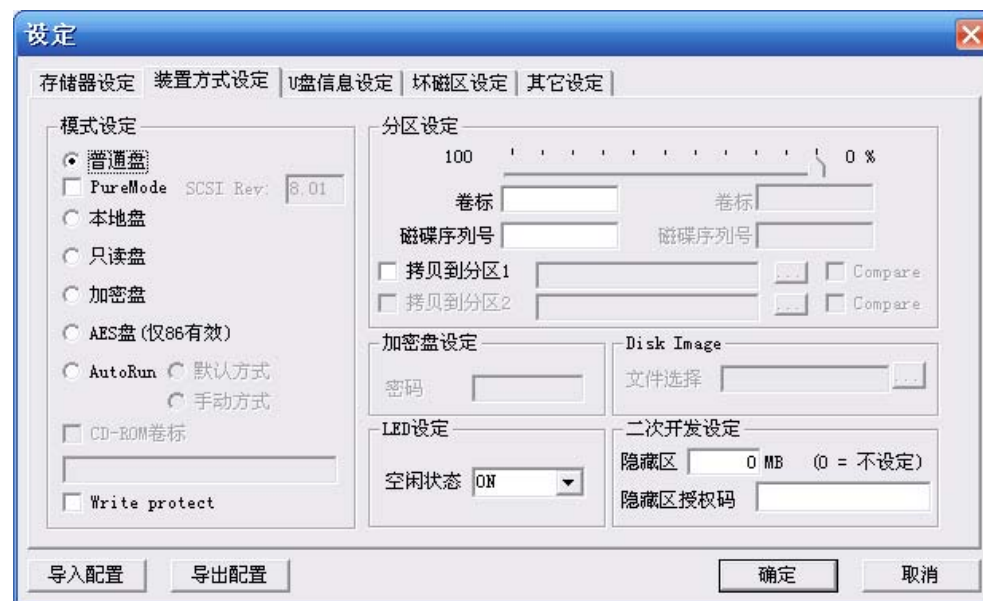 设定
存储器设定 装置方式设定 U盘信息设定 坏磁区设定 其它设定
模式设定
普通盘
PureMode SCSI Rev: 8.01
本地盘
只读盘
加密盘
AES盘(仅86有效)
AutoRun 默认方式
手动方式
CD-ROM卷标
Write protect
分区设定
100 0 %
卷标 卷标
磁碟序列号 磁碟序列号
拷贝到分区1 ... Compare
拷贝到分区2 ... Compare
加密盘设定
密码
Disk Image
文件选择 ...
LED设定
空闲状态 ON
二次开发设定
隐藏区 0 MB (0 = 不设定)
隐藏区授权码
导入配置 导出配置 确定 取消